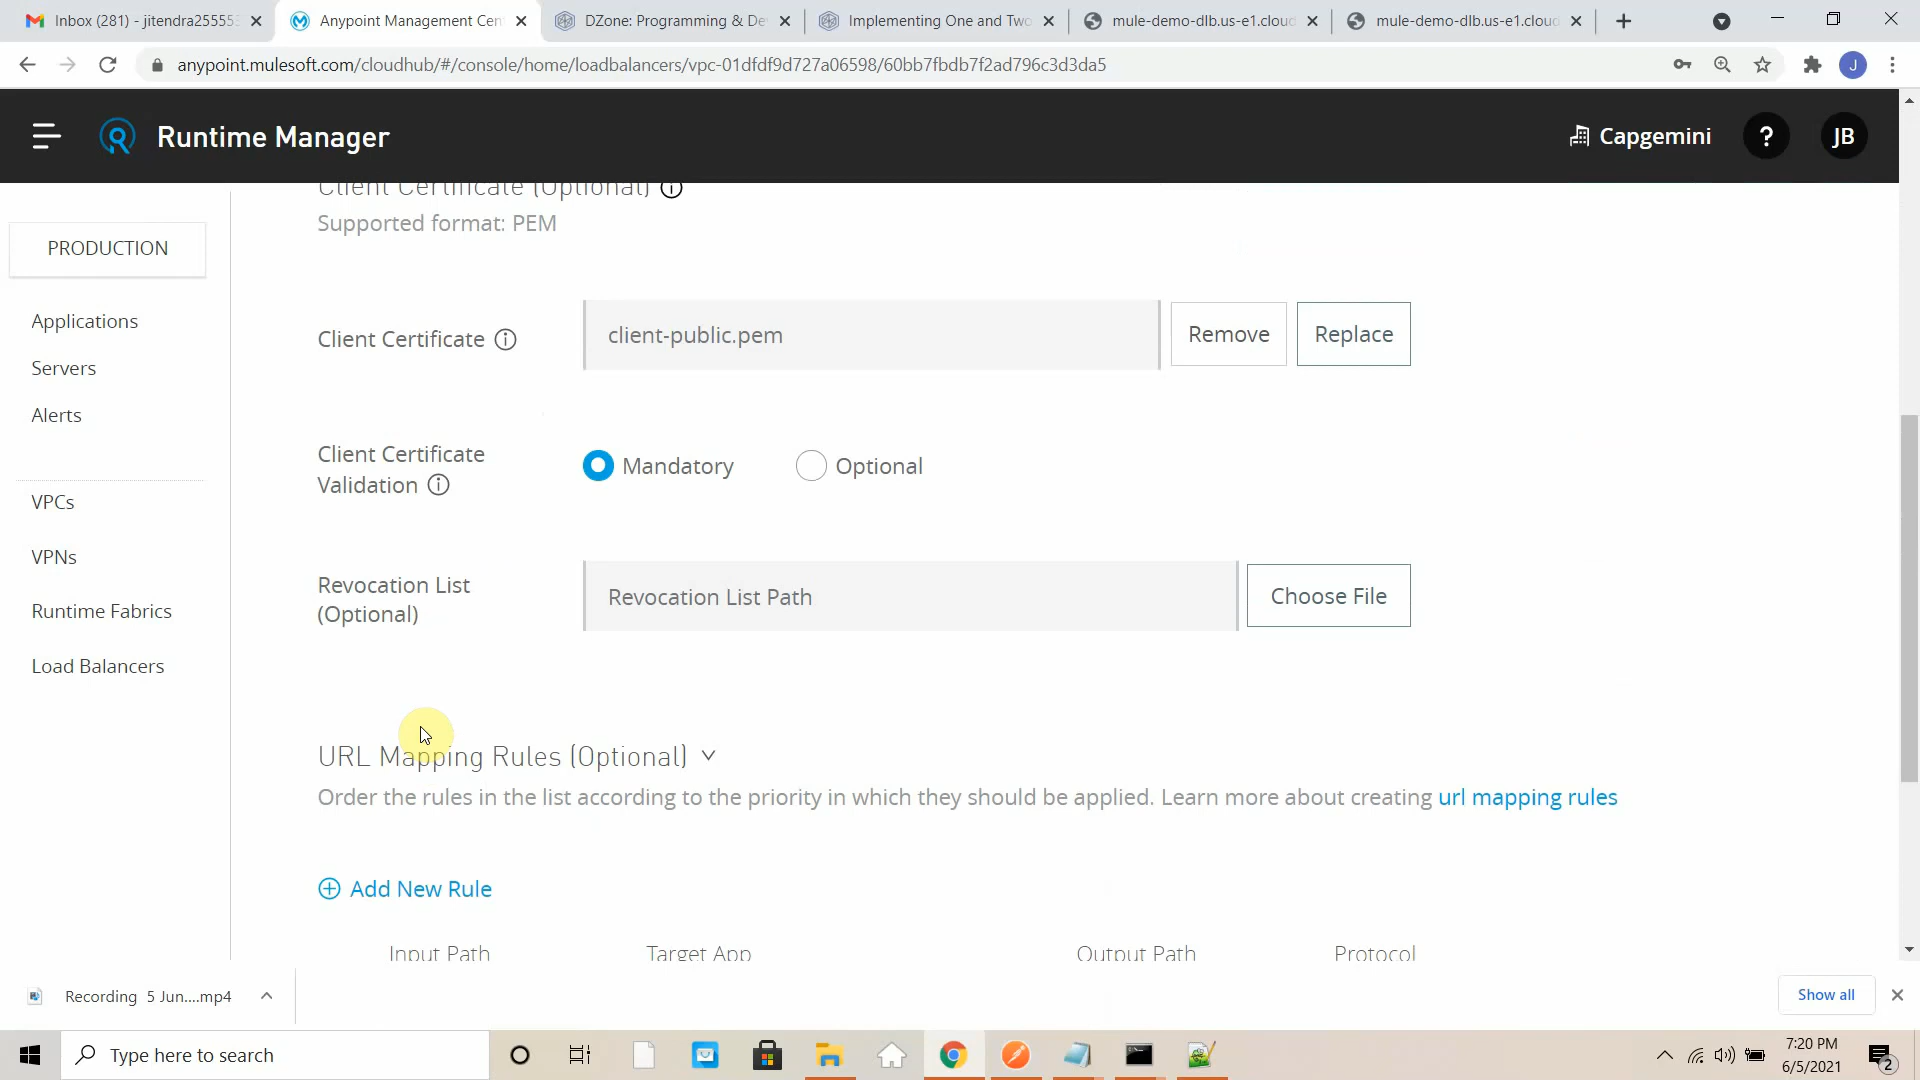 Inbox (281) - jitendra25555
Anypoint Management Cen
DZone: Programming & De
Implementing One and Two
mule-demo-dlb.us-e1.cloud
mule-demo-dlb.us-e1.cloud
anypoint.mulesoft.com/cloudhub/#/console/home/loadbalancers/vpc-01dfdf9d727a06598/60bb7fbdb7f2ad796c3d3da5
J
Runtime Manager
Capgemini
?
JB
Client Certificate (Optional)
Supported format: PEM
PRODUCTION
Applications
Servers
Alerts
VPCs
VPNs
Runtime Fabrics
Load Balancers
Client Certificate
client-public.pem
Remove
Replace
Client Certificate
Validation
Mandatory
Optional
Revocation List
(Optional)
Revocation List Path
Choose File
URL Mapping Rules (Optional)
Order the rules in the list according to the priority in which they should be applied. Learn more about creating url mapping rules
Add New Rule
Input Path
Target App
Output Path
Protocol
Recording 5 Jun....mp4
Show all
Type here to search
7:20 PM
6/5/2021
2